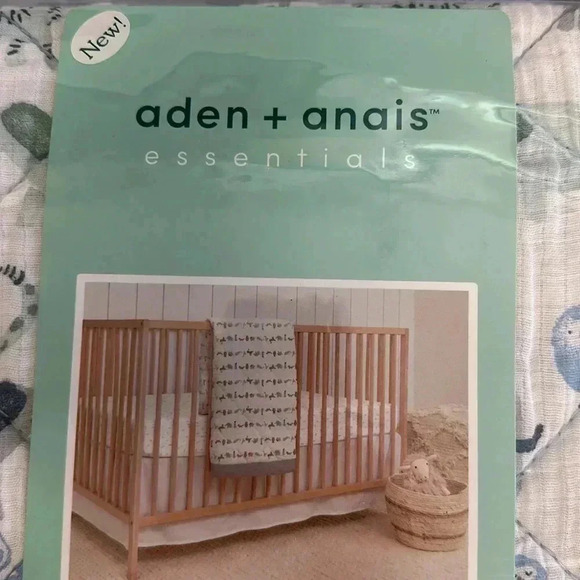 New!
aden + anais™
essentials